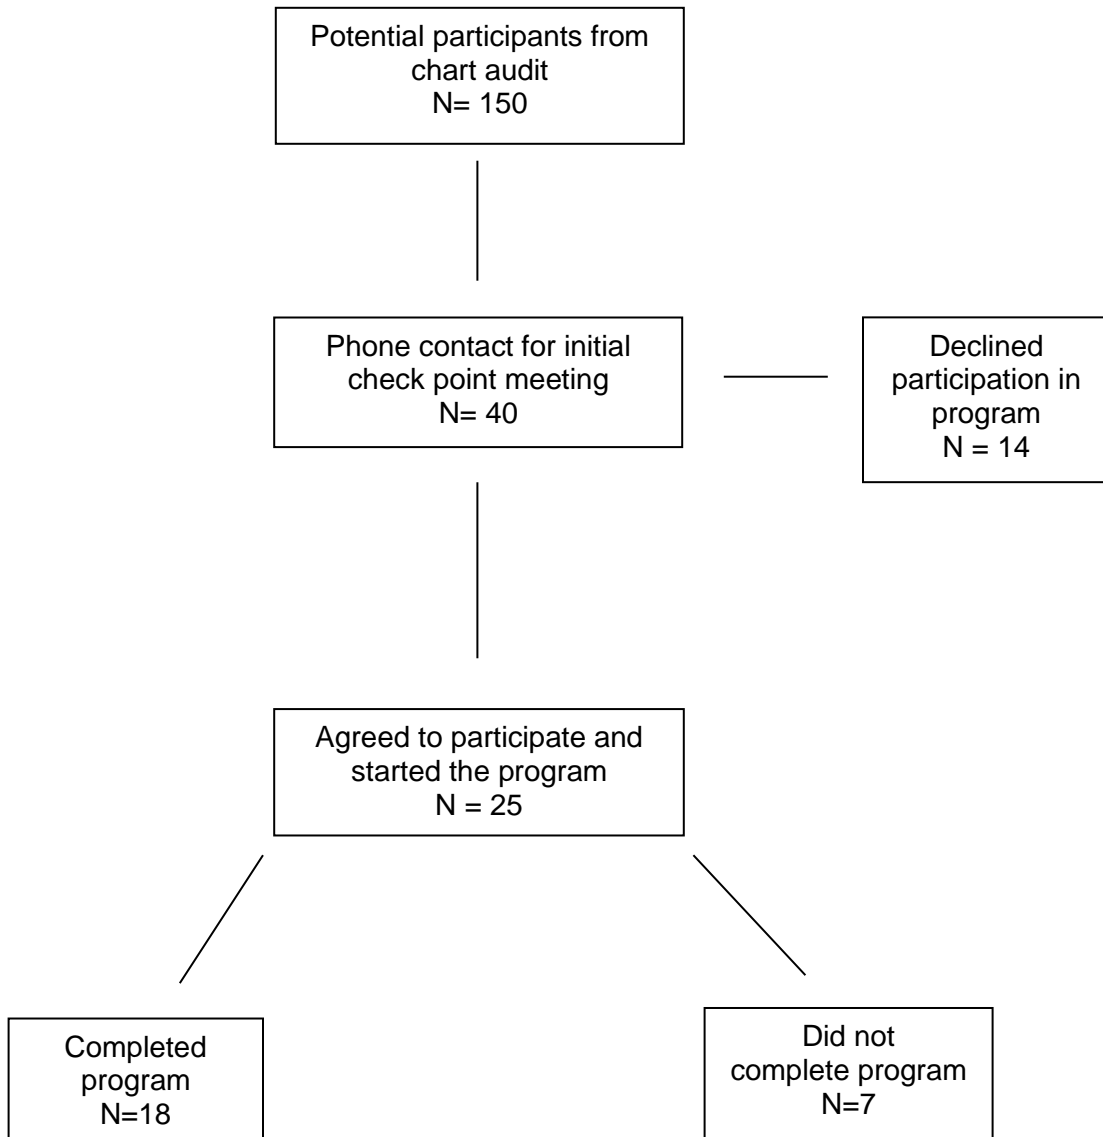 Potential participants from
chart audit
N= 150
Phone contact for initial
check point meeting
N= 40
Declined
participation in
program
N = 14
Agreed to participate and
started the program
N = 25
Completed
program
N=18
Did not
complete program
N=7